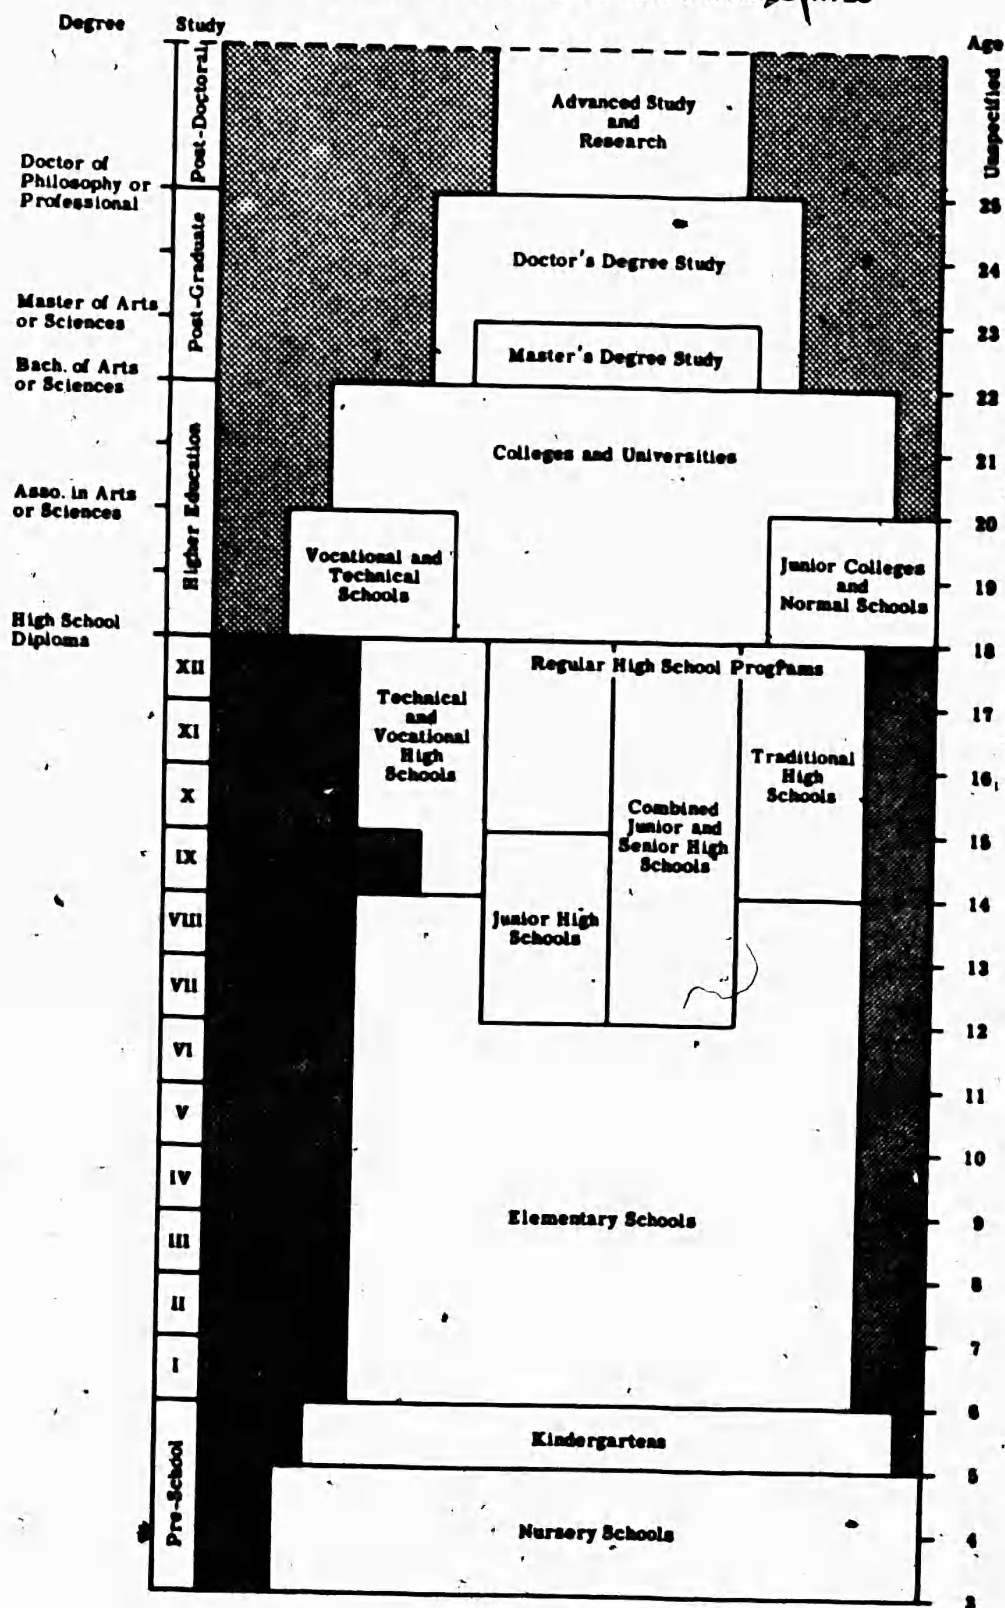 Degree
Study
Age
Post-Doctoral
Advanced Study
and
Research
Unspecified
Doctor of
Philosophy or
Professional
25
Post-Graduate
Doctor's Degree Study
24
Master of Arts
or Sciences
23
Master's Degree Study
Bach. of Arts
or Sciences
22
Higher Education
Colleges and Universities
21
Asso. in Arts
or Sciences
20
Vocational and
Technical
Schools
Junior Colleges
and
Normal Schools
19
High School
Diploma
18
XII
Regular High School Programs
Technical
and
Vocational
High
Schools
17
XI
Traditional
High
Schools
16
X
Combined
Junior and
Senior High
Schools
15
IX
14
VIII
Junior High
Schools
13
VII
12
VI
11
V
10
IV
Elementary Schools
9
III
8
II
7
I
6
Kindergartens
5
Pre-School
Nursery Schools
4
3